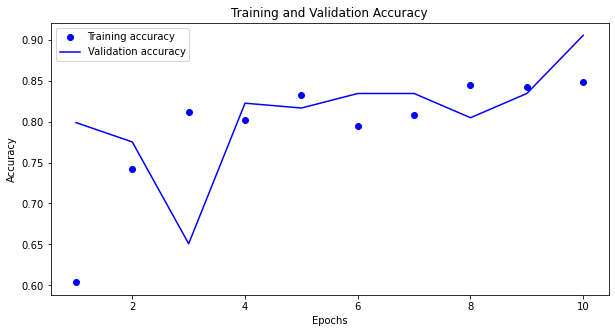 Training and Validation Accuracy
Training accuracy
Validation accuracy
Accuracy
0.90
0.85
0.80
0.75
0.70
0.65
0.60
2 4 6 8 10
Epochs